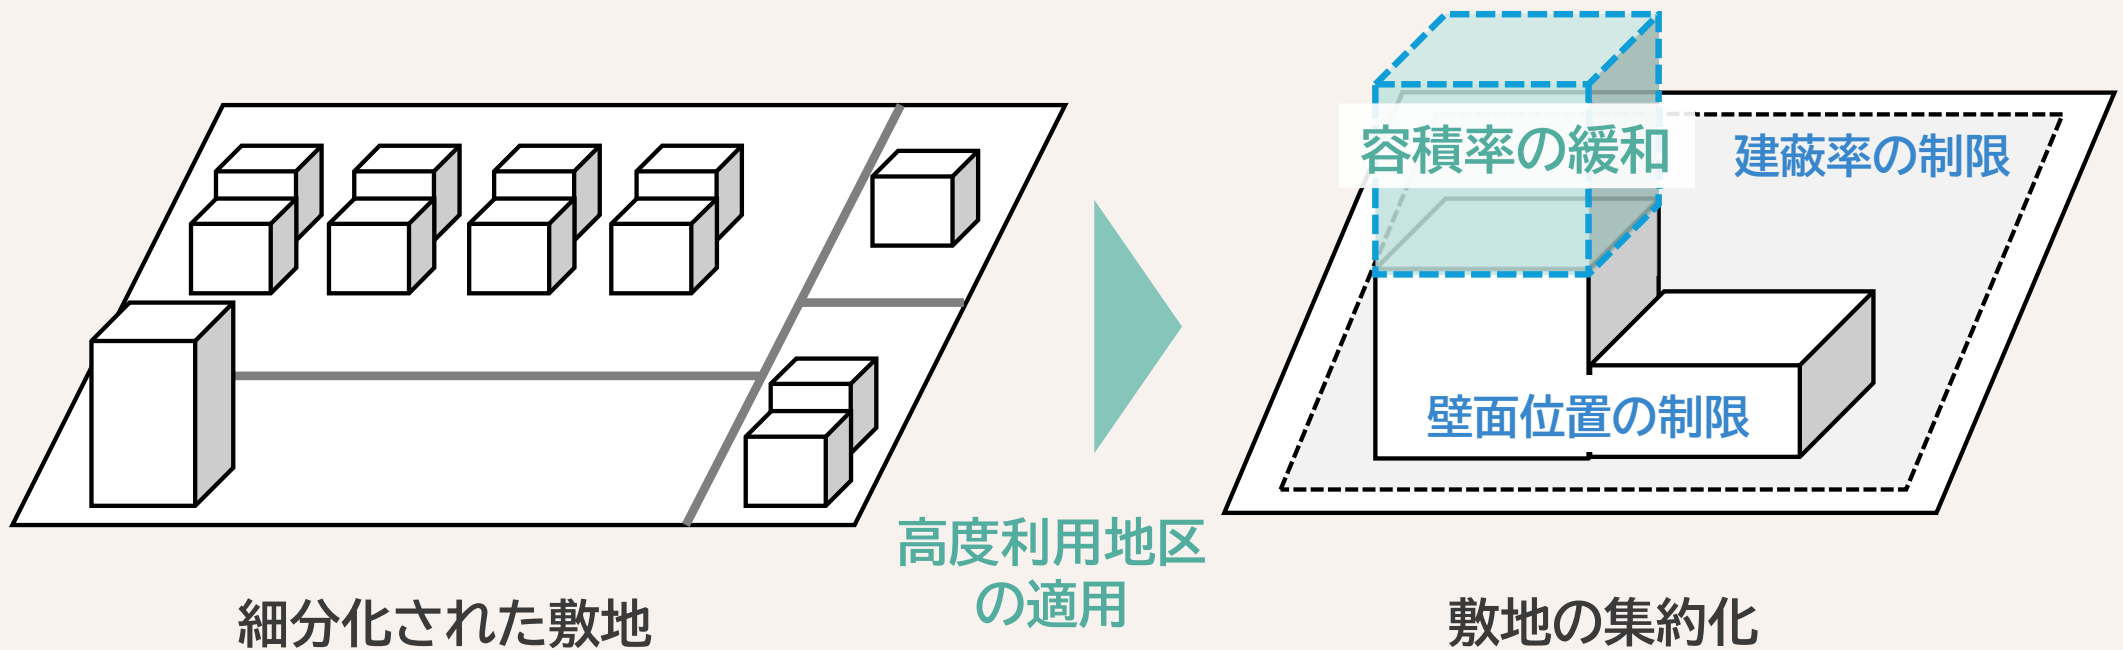 細分化された敷地
高度利用地区
の適用
容積率の緩和
建蔽率の制限
壁面位置の制限
敷地の集約化